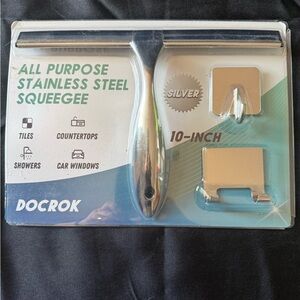 ALL PURPOSE
STAINLESS STEEL
SQUEEGEE
SILVER
10-INCH
TILES
COUNTERTOPS
SHOWERS
CAR WINDOWS
DOCROK